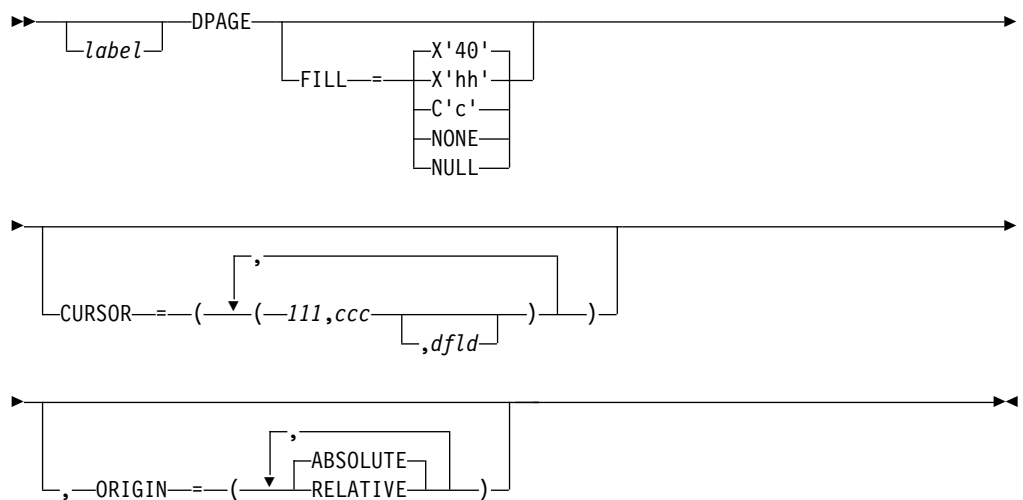 DPAGE
label
X'40'
FILL = X'hh'
C'c'
NONE
NULL
,
CURSOR = ( ( 111,ccc ) )
,dfld
,
ABSOLUTE
, ORIGIN = ( RELATIVE )